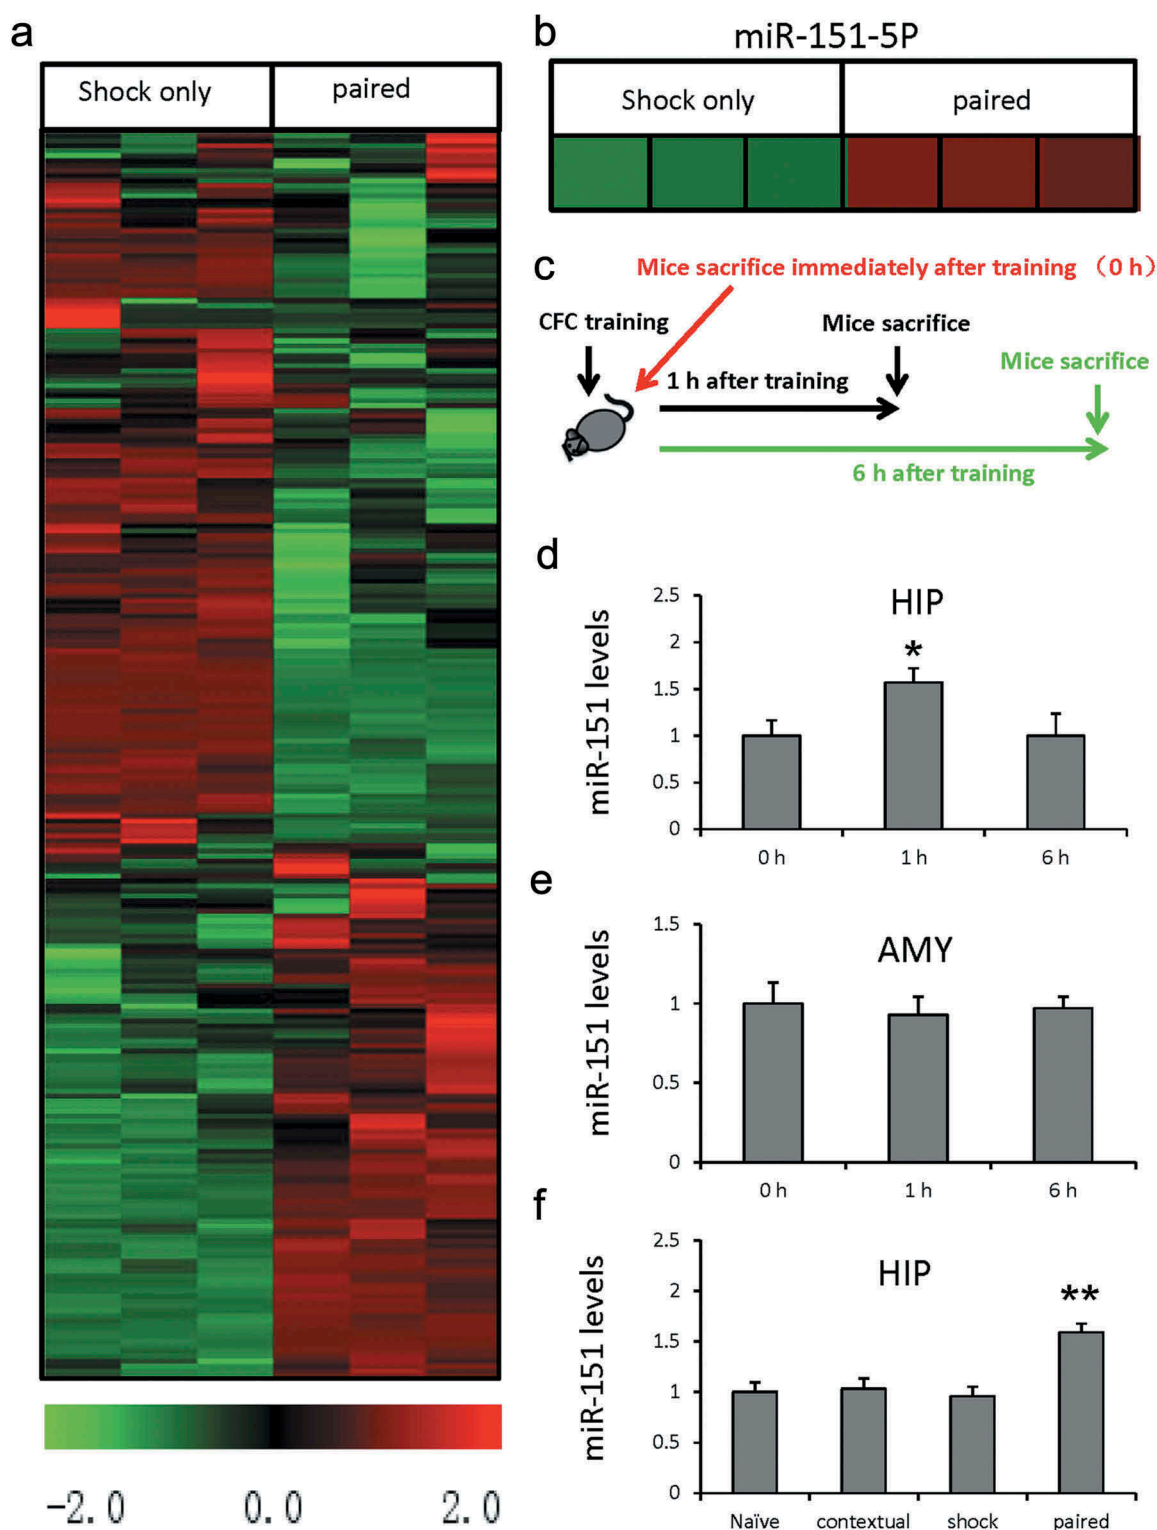 a
Shock only
paired
-2.0
0.0
2.0
b
miR-151-5P
Shock only
paired
c
Mice sacrifice immediately after training （0 h）
CFC training
Mice sacrifice
Mice sacrifice
1 h after training
6 h after training
d
HIP
miR-151 levels
2.5
2
*
1.5
1
0.5
0
0 h
1 h
6 h
e
AMY
miR-151 levels
1.5
1
0.5
0
0 h
1 h
6 h
f
HIP
miR-151 levels
2.5
2
**
1.5
1
0.5
0
Naïve
contextual
shock
paired